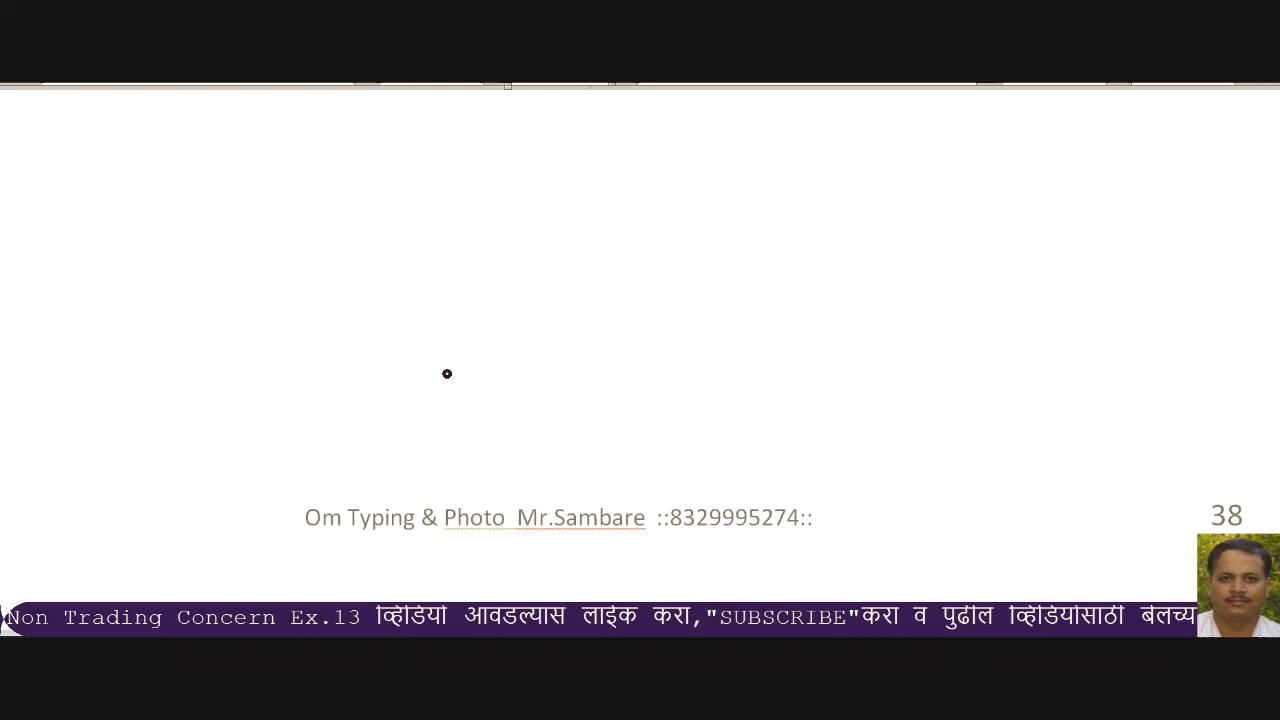 Om Typing & Photo Mr.Sambare ::8329995274::
38
Non Trading Concern Ex.13 व्हिडियो आवडल्यास लाईक करा,"SUBSCRIBE"करा व पुढील व्हिडियोसाठी बेलच्य